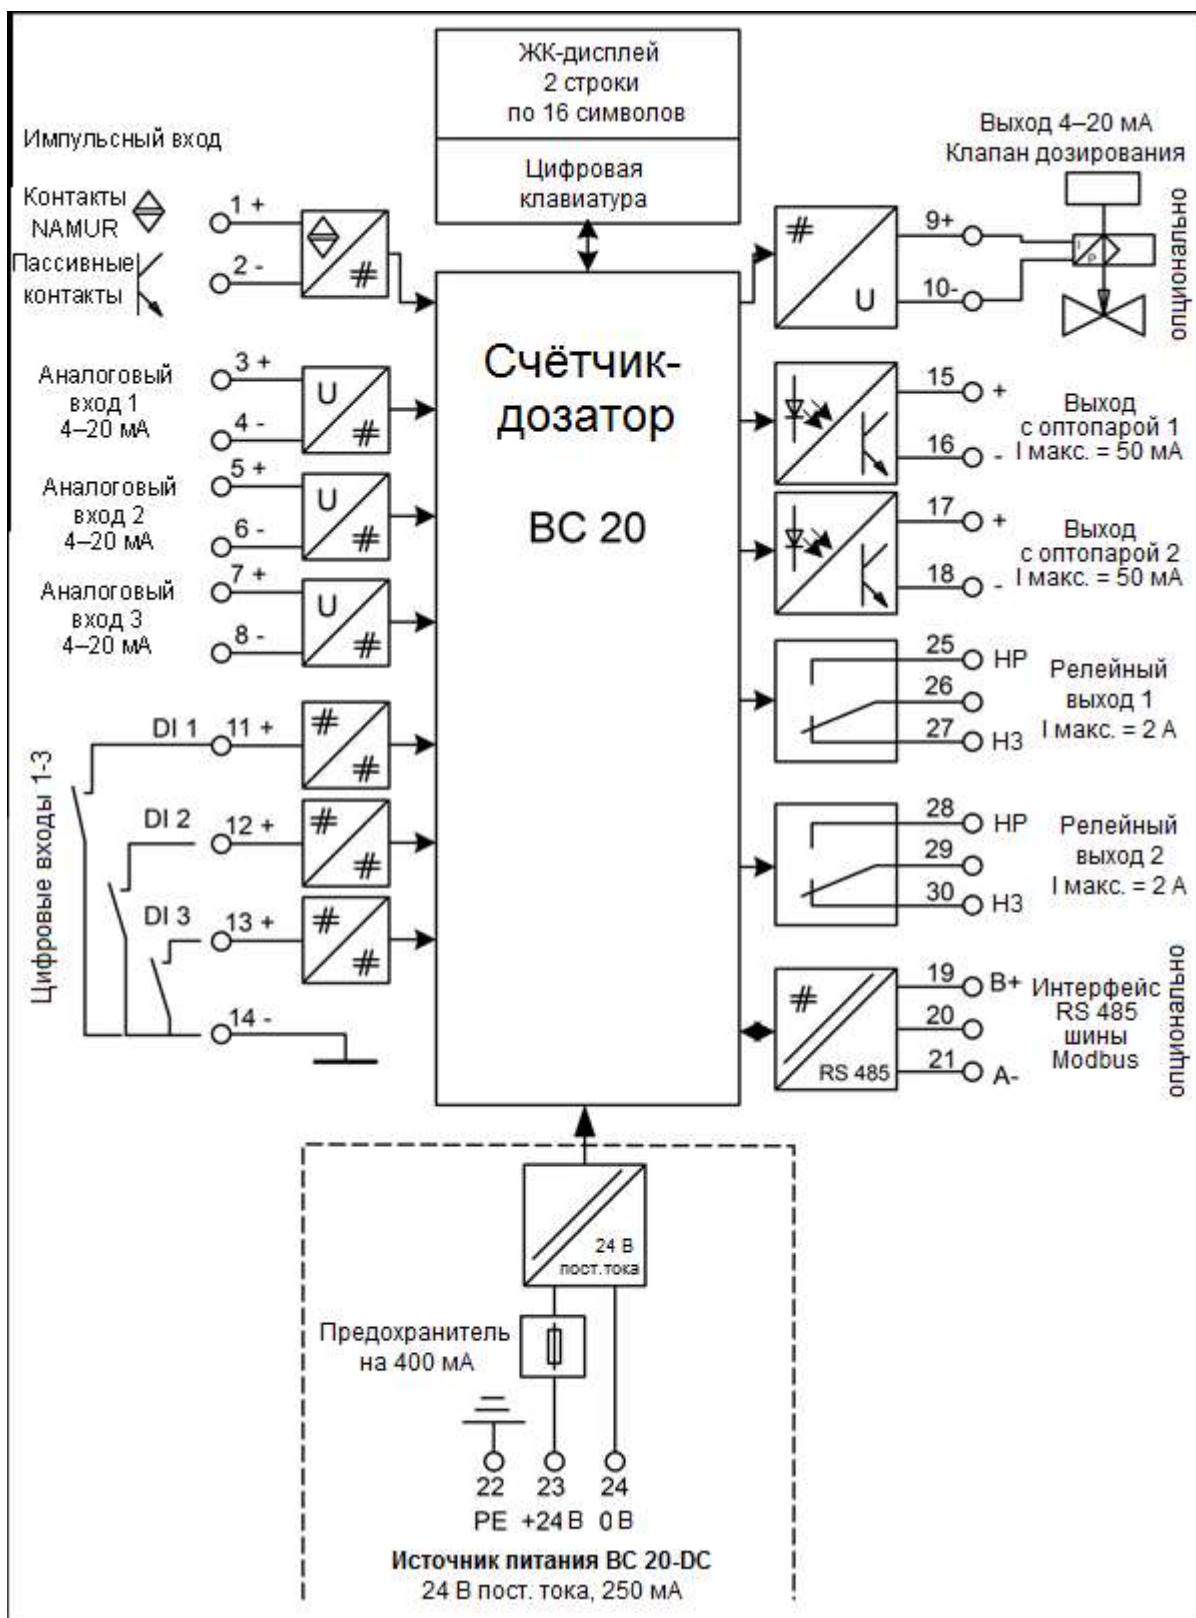 ЖК-дисплей
2 строки
по 16 символов
Цифровая
клавиатура
Импульсный вход
Контакты
NAMUR
Пассивные
контакты
1 +
2 -
#
Аналоговый
вход 1
4–20 мА
3 +
4 -
U
#
Аналоговый
вход 2
4–20 мА
5 +
6 -
U
#
Аналоговый
вход 3
4–20 мА
7 +
8 -
U
#
Цифровые входы 1-3
DI 1
11 +
#
#
DI 2
12 +
#
#
DI 3
13 +
#
#
14 -
Счётчик-
дозатор
BC 20
Выход 4–20 мА
Клапан дозирования
опционально
#
U
9+
10-
I
P
15
+
16
-
Выход
с оптопарой 1
I макс. = 50 мА
17
+
18
-
Выход
с оптопарой 2
I макс. = 50 мА
25
НР
26
27
НЗ
Релейный
выход 1
I макс. = 2 А
28
НР
29
30
НЗ
Релейный
выход 2
I макс. = 2 А
#
RS 485
19
B+
20
21
A-
Интерфейс
RS 485
шины
Modbus
опционально
24 В
пост.тока
Предохранитель
на 400 мА
22
23
24
PE
+24 В
0 В
Источник питания BC 20-DC
24 В пост. тока, 250 мА